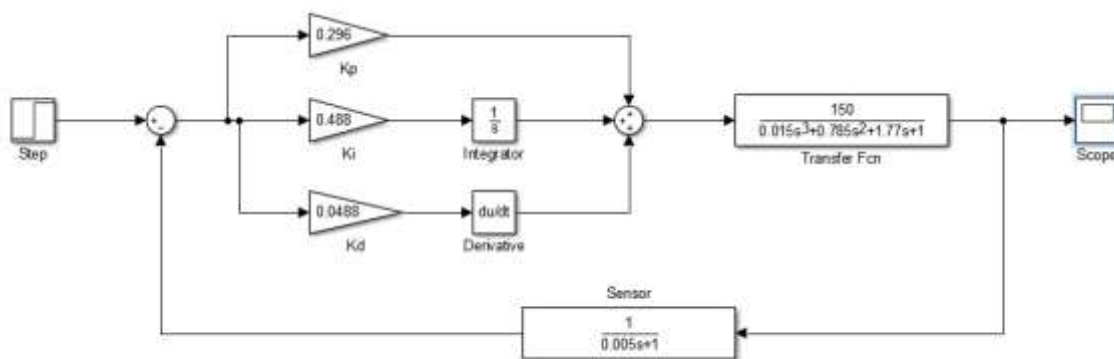 0.296
Kp
Step
+-
0.488
Ki
1
s
Integrator
+
+
+
150
0.015s³+0.785s²+1.77s+1
Transfer Fcn
Scope
0.0488
Kd
du/dt
Derivative
Sensor
1
0.005s+1